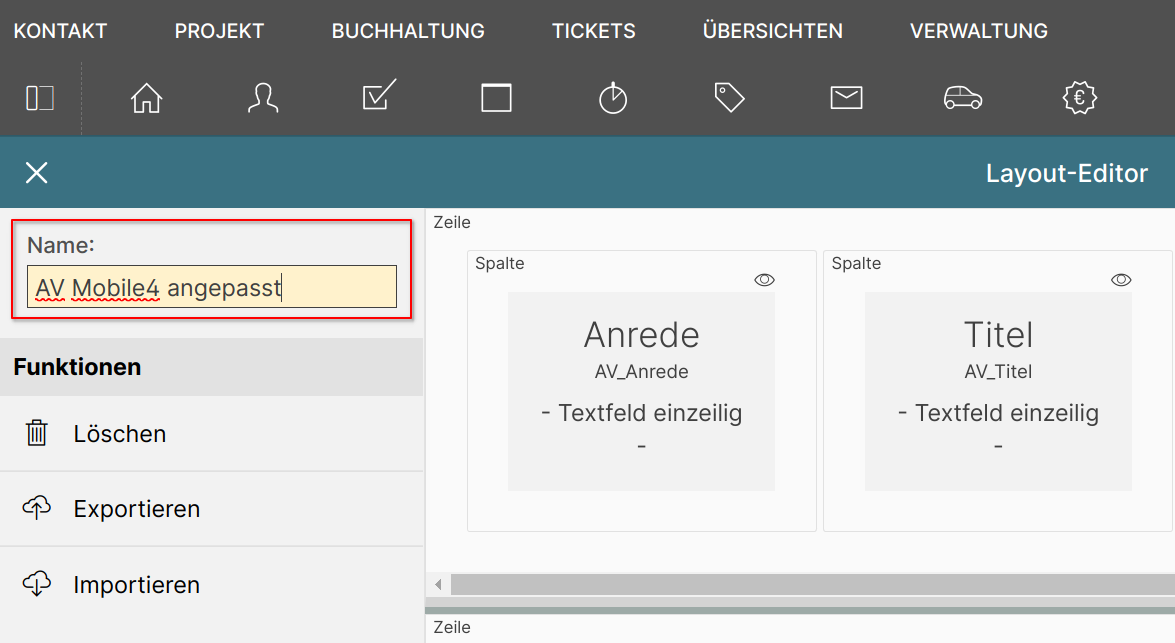 KONTAKT PROJEKT BUCHHALTUNG TICKETS ÜBERSICHTEN VERWALTUNG
€
Layout-Editor
Name:
AV Mobile4 angepasst
Funktionen
Löschen
Exportieren
Importieren
Zeile
Spalte
Anrede
AV_Anrede
- Textfeld einzeilig
-
Spalte
Titel
AV_Titel
- Textfeld einzeilig
-
Zeile